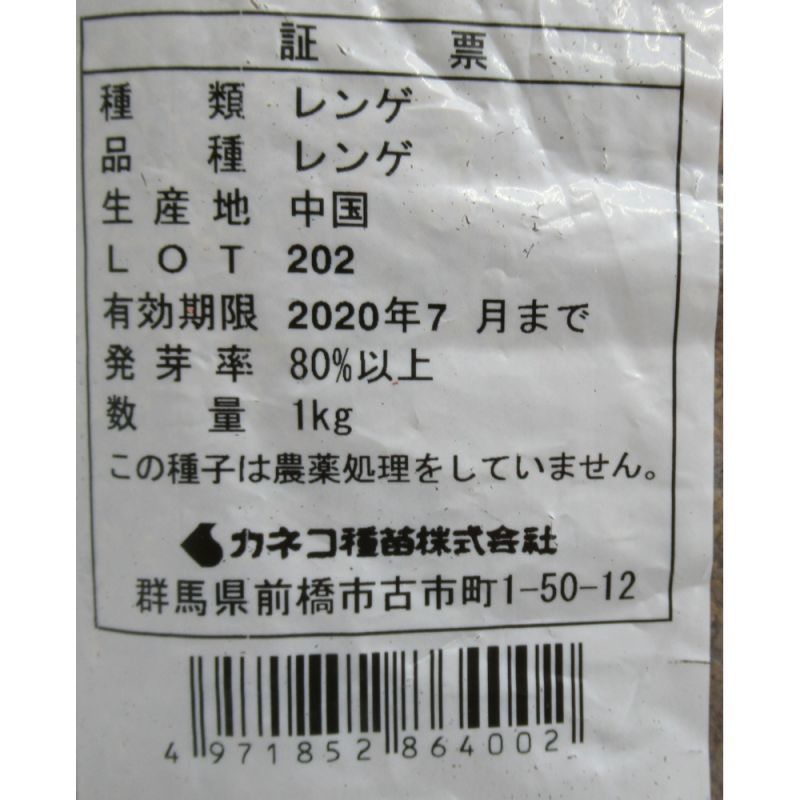 証 票
種 類 レンゲ
品 種 レンゲ
生 産 地 中国
L O T 202
有効期限 2020年7 月まで
発 芽 率 80%以上
数 量 1kg
この種子は農薬処理をしていません。
カネコ種苗株式会社
群馬県前橋市古市町1-50-12
4 971852 864002